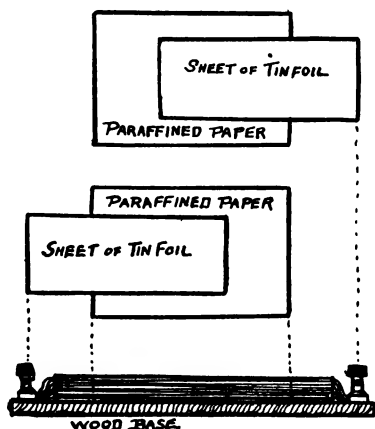 SHEET OF TINFOIL
PARAFFINED PAPER
PARAFFINED PAPER
SHEET OF TIN FOIL
WOOD BASE